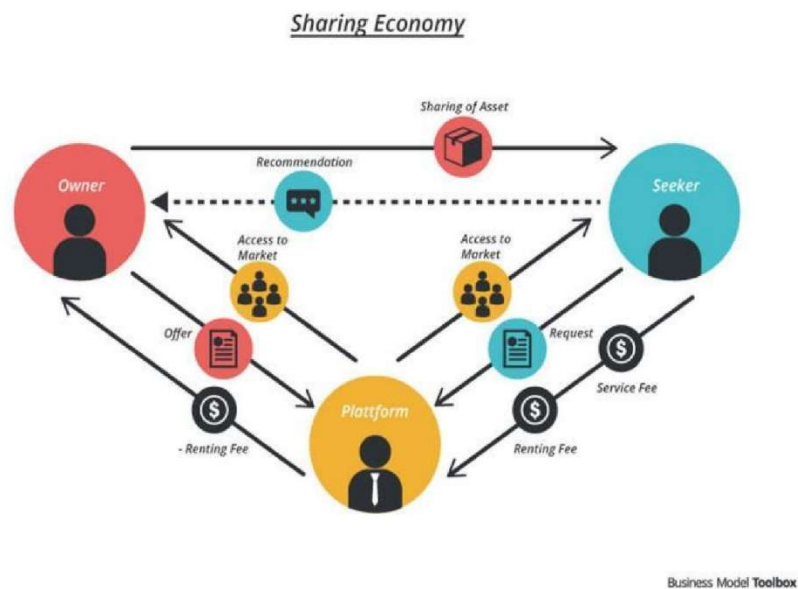 Sharing Economy
Sharing of Asset
Recommendation
Owner
Seeker
Access to
Market
Access to
Market
Offer
Request
Service Fee
Plattform
- Renting Fee
Renting Fee
Business Model Toolbox